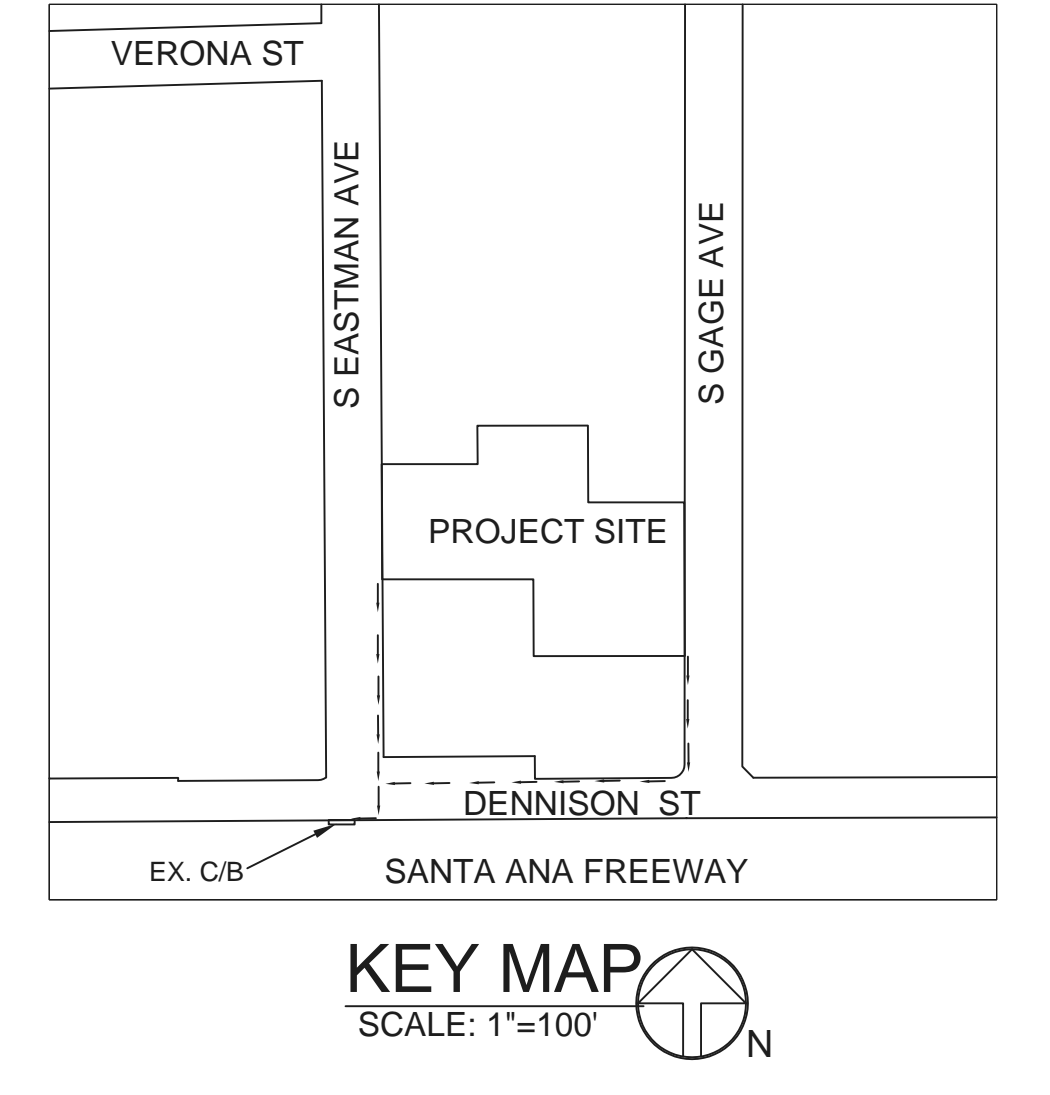 VERONA ST
S EASTMAN AVE
S GAGE AVE
PROJECT SITE
DENNISON ST
EX. C/B
SANTA ANA FREEWAY
KEY MAP
SCALE: 1"=100'
N